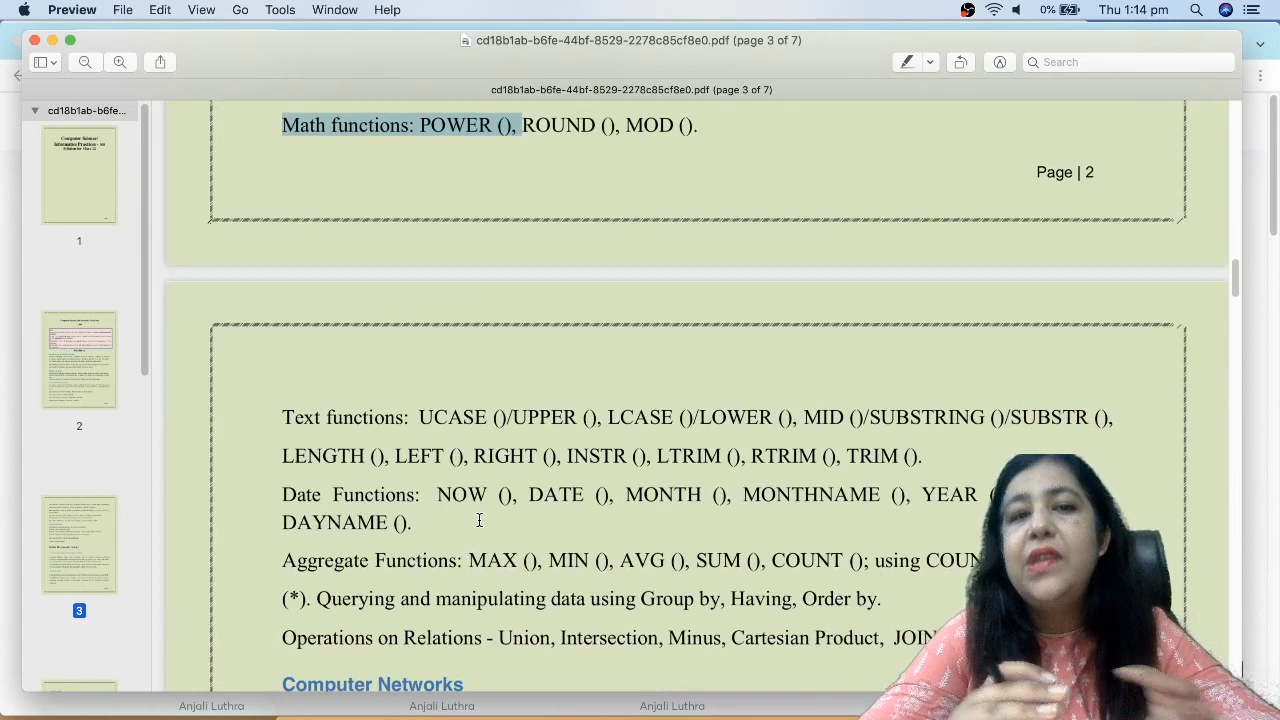 Preview File Edit View Go Tools Window Help 0% Thu 1:14 pm
cd18b1ab-b6fe-44bf-8529-2278c85cf8e0.pdf (page 3 of 7)
Search
cd18b1ab-b6fe-44bf-8529-2278c85cf8e0.pdf (page 3 of 7)
cd18b1ab-b6fe...
1
2
3
Math functions: POWER (), ROUND (), MOD ().
Page | 2
Text functions: UCASE ()/UPPER (), LCASE ()/LOWER (), MID ()/SUBSTRING ()/SUBSTR (),
LENGTH (), LEFT (), RIGHT (), INSTR (), LTRIM (), RTRIM (), TRIM ().
Date Functions: NOW (), DATE (), MONTH (), MONTHNAME (), YEAR (
DAYNAME ().
Aggregate Functions: MAX (), MIN (), AVG (), SUM (), COUNT (); using COUN
(*). Querying and manipulating data using Group by, Having, Order by.
Operations on Relations - Union, Intersection, Minus, Cartesian Product, JOIN
Computer Networks
Anjali Luthra Anjali Luthra Anjali Luthra